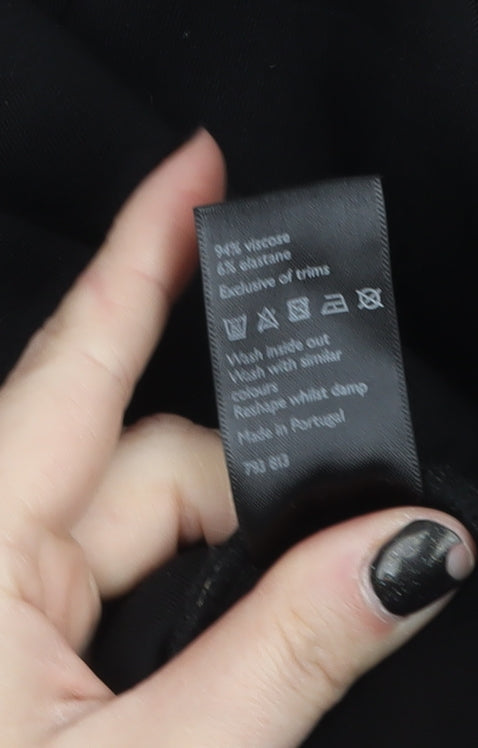 94% viscose
6% elastane
Exclusive of trims
Wash inside out
Wash with similar
colours
Reshape whilst damp
Made in Portugal
793 813